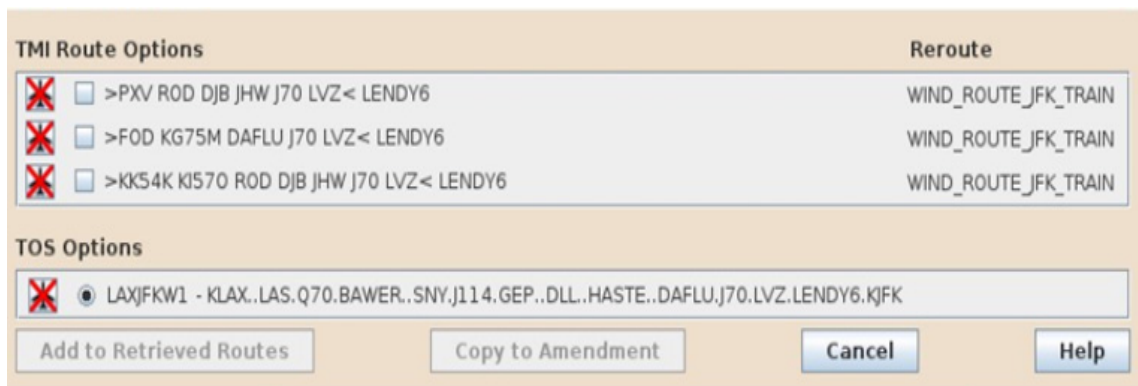 TMI Route Options Reroute
>PXV ROD DJB JHW J70 LVZ< LENDY6 WIND_ROUTE_JFK_TRAIN
>FOD KG75M DAFLU J70 LVZ< LENDY6 WIND_ROUTE_JFK_TRAIN
>KK54K KI57O ROD DJB JHW J70 LVZ< LENDY6 WIND_ROUTE_JFK_TRAIN
TOS Options
LAXJFKW1 - KLAX..LAS.Q70.BAWER..SNY.J114.GEP..DLL..HASTE..DAFLU.J70.LVZ.LENDY6.KJFK
Add to Retrieved Routes Copy to Amendment Cancel Help